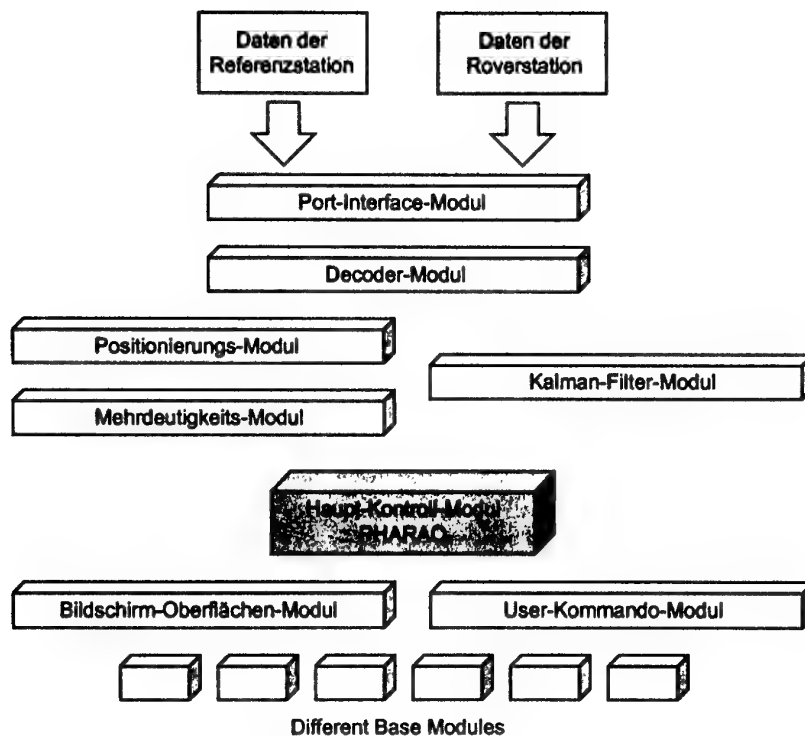 Daten der
Referenzstation
Daten der
Roverstation
Port-Interface-Modul
Decoder-Modul
Positionierungs-Modul
Kalman-Filter-Modul
Mehrdeutigkeits-Modul
Haupt-Kontroll-Modul
PHARAO
Bildschirm-Oberflächen-Modul
User-Kommando-Modul
Different Base Modules